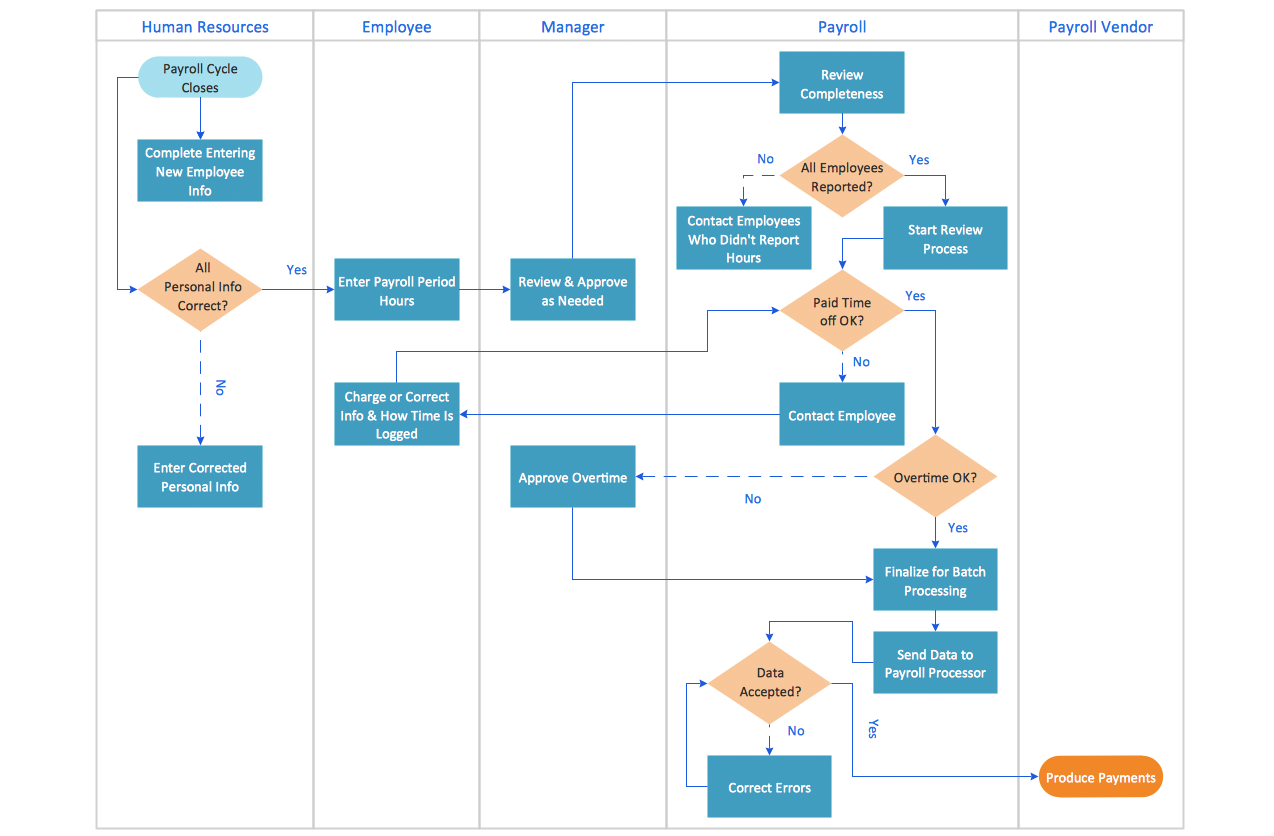 Human Resources
Employee
Manager
Payroll
Payroll Vendor
Payroll Cycle
Closes
Complete Entering
New Employee
Info
All
Personal Info
Correct?
Yes
No
Enter Corrected
Personal Info
Enter Payroll Period
Hours
Charge or Correct
Info & How Time Is
Logged
Review & Approve
as Needed
Approve Overtime
Review
Completeness
All Employees
Reported?
No
Yes
Contact Employees
Who Didn't Report
Hours
Start Review
Process
Paid Time
off OK?
Yes
No
Contact Employee
Overtime OK?
No
Yes
Finalize for Batch
Processing
Send Data to
Payroll Processor
Data
Accepted?
No
Yes
Correct Errors
Produce Payments